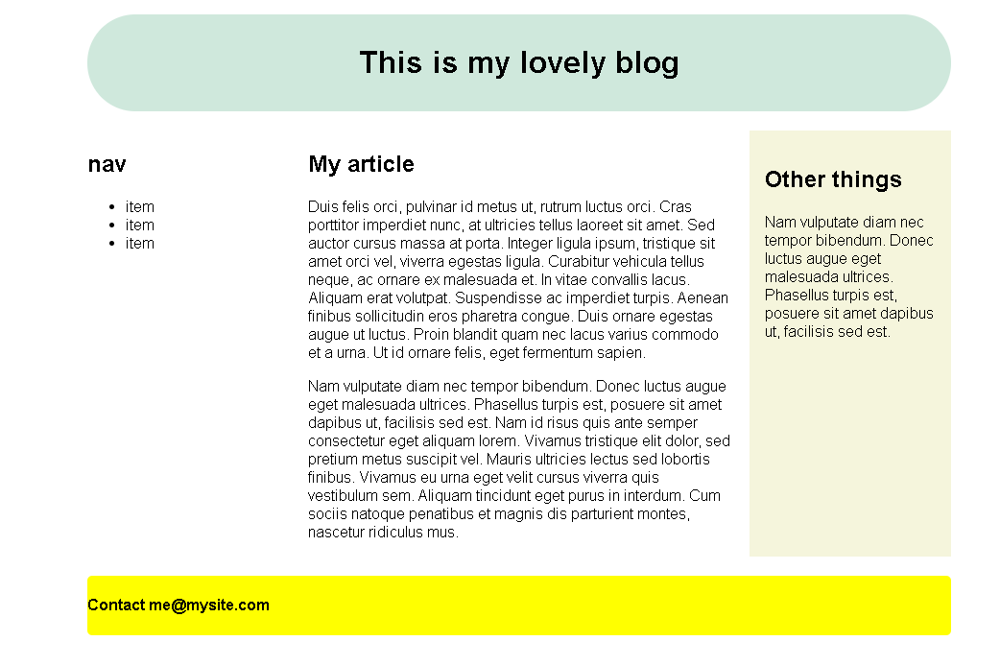 This is my lovely blog
nav
item
item
item
My article
Duis felis orci, pulvinar id metus ut, rutrum luctus orci. Cras
porttitor imperdiet nunc, at ultricies tellus laoreet sit amet. Sed
auctor cursus massa at porta. Integer ligula ipsum, tristique sit
amet orci vel, viverra egestas ligula. Curabitur vehicula tellus
neque, ac ornare ex malesuada et. In vitae convallis lacus.
Aliquam erat volutpat. Suspendisse ac imperdiet turpis. Aenean
finibus sollicitudin eros pharetra congue. Duis ornare egestas
augue ut luctus. Proin blandit quam nec lacus varius commodo
et a urna. Ut id ornare felis, eget fermentum sapien.
Nam vulputate diam nec tempor bibendum. Donec luctus augue
eget malesuada ultrices. Phasellus turpis est, posuere sit amet
dapibus ut, facilisis sed est. Nam id risus quis ante semper
consectetur eget aliquam lorem. Vivamus tristique elit dolor, sed
pretium metus suscipit vel. Mauris ultricies lectus sed lobortis
finibus. Vivamus eu urna eget velit cursus viverra quis
vestibulum sem. Aliquam tincidunt eget purus in interdum. Cum
sociis natoque penatibus et magnis dis parturient montes,
nascetur ridiculus mus.
Other things
Nam vulputate diam nec
tempor bibendum. Donec
luctus augue eget
malesuada ultrices.
Phasellus turpis est,
posuere sit amet dapibus
ut, facilisis sed est.
Contact me@mysite.com